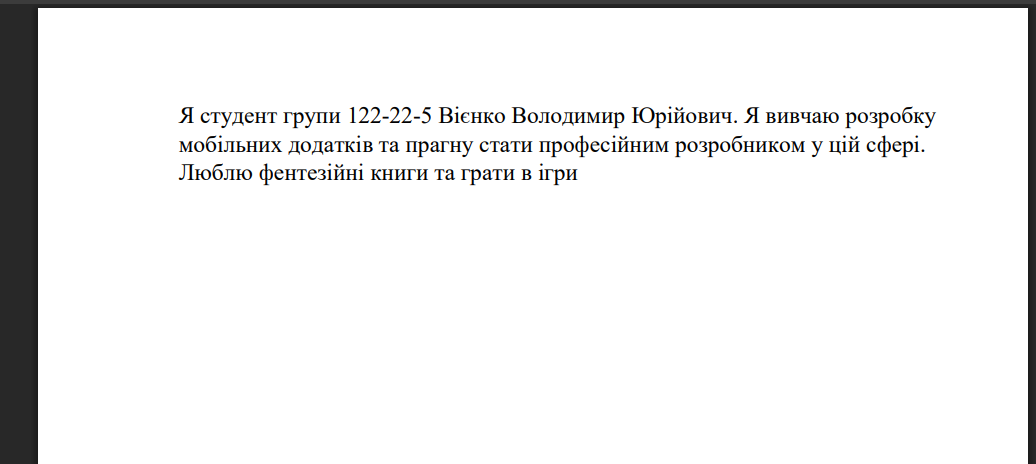 Я студент групи 122-22-5 Вієнко Володимир Юрійович. Я вивчаю розробку
мобільних додатків та прагну стати професійним розробником у цій сфері.
Люблю фентезійні книги та грати в ігри